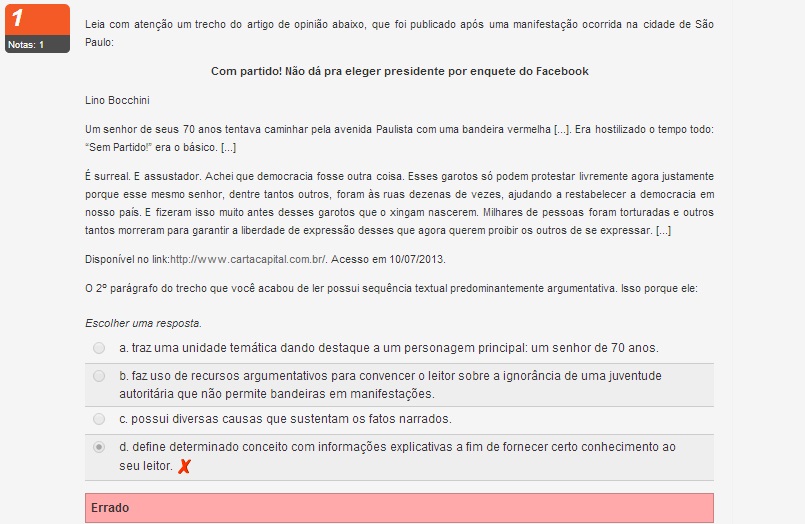 1
Notas: 1
Leia com atenção um trecho do artigo de opinião abaixo, que foi publicado após uma manifestação ocorrida na cidade de São
Paulo:
Com partido! Não dá pra eleger presidente por enquete do Facebook
Lino Bocchini
Um senhor de seus 70 anos tentava caminhar pela avenida Paulista com uma bandeira vermelha [...]. Era hostilizado o tempo todo:
“Sem Partido!” era o básico. [...]
É surreal. E assustador. Achei que democracia fosse outra coisa. Esses garotos só podem protestar livremente agora justamente
porque esse mesmo senhor, dentre tantos outros, foram às ruas dezenas de vezes, ajudando a restabelecer a democracia em
nosso país. E fizeram isso muito antes desses garotos que o xingam nascerem. Milhares de pessoas foram torturadas e outros
tantos morreram para garantir a liberdade de expressão desses que agora querem proibir os outros de se expressar. [...]
Disponível no link:http://www.cartacapital.com.br/. Acesso em 10/07/2013.
O 2º parágrafo do trecho que você acabou de ler possui sequência textual predominantemente argumentativa. Isso porque ele:
Escolher uma resposta.
a. traz uma unidade temática dando destaque a um personagem principal: um senhor de 70 anos.
b. faz uso de recursos argumentativos para convencer o leitor sobre a ignorância de uma juventude
autoritária que não permite bandeiras em manifestações.
c. possui diversas causas que sustentam os fatos narrados.
d. define determinado conceito com informações explicativas a fim de fornecer certo conhecimento ao
seu leitor.
Errado